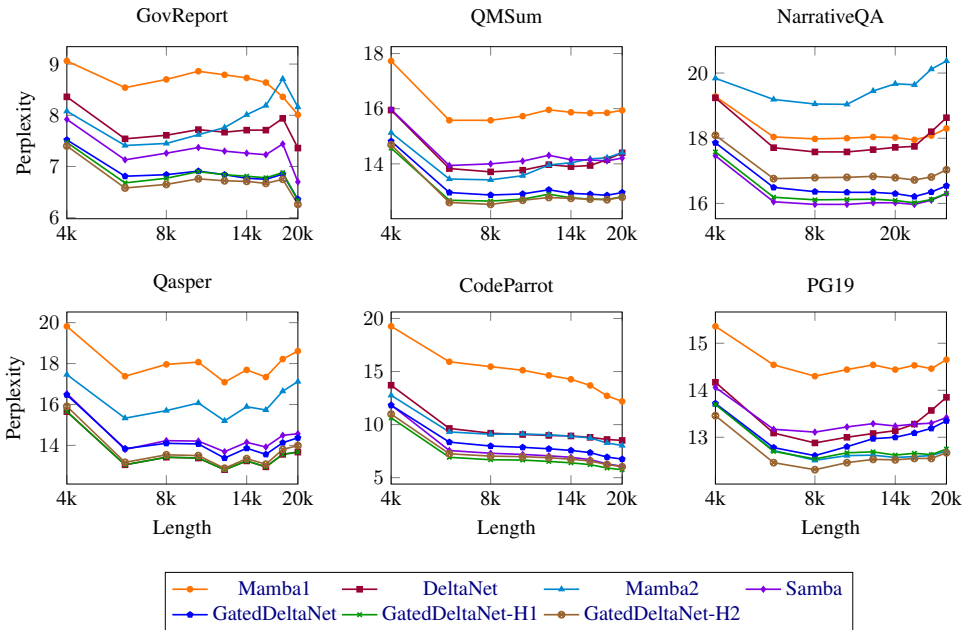 GovReport QMSum NarrativeQA
Perplexity
9
8
7
6
4k 8k 14k 20k
18
16
14
4k 8k 14k 20k
20
18
16
4k 8k 20k
Qasper CodeParrot PG19
Perplexity
20
18
16
14
4k 8k 14k 20k
Length
20
15
10
5
4k 8k 14k 20k
Length
15
14
13
4k 8k 14k 20k
Length
Mamba1 DeltaNet Mamba2 Samba
GatedDeltaNet GatedDeltaNet-H1 GatedDeltaNet-H2